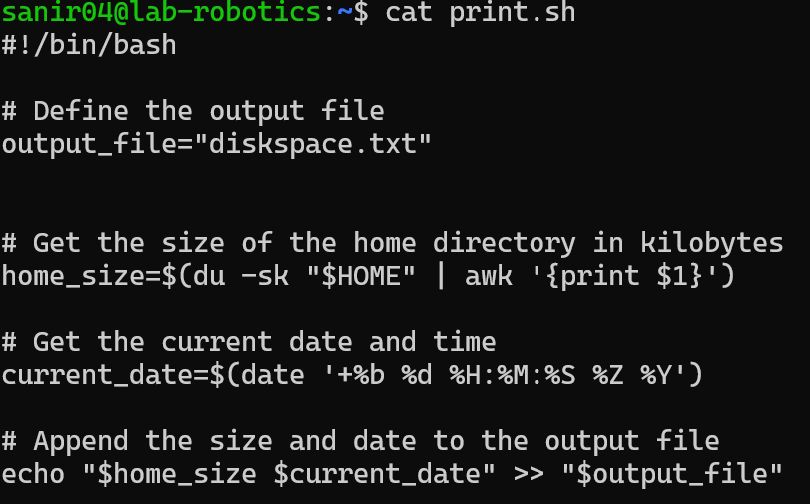 sanir04@lab-robotics:~$ cat print.sh
#!/bin/bash
# Define the output file
output_file="diskspace.txt"
# Get the size of the home directory in kilobytes
home_size=$(du -sk "$HOME" | awk '{print $1}')
# Get the current date and time
current_date=$(date '+%b %d %H:%M:%S %Z %Y')
# Append the size and date to the output file
echo "$home_size $current_date" >> "$output_file"